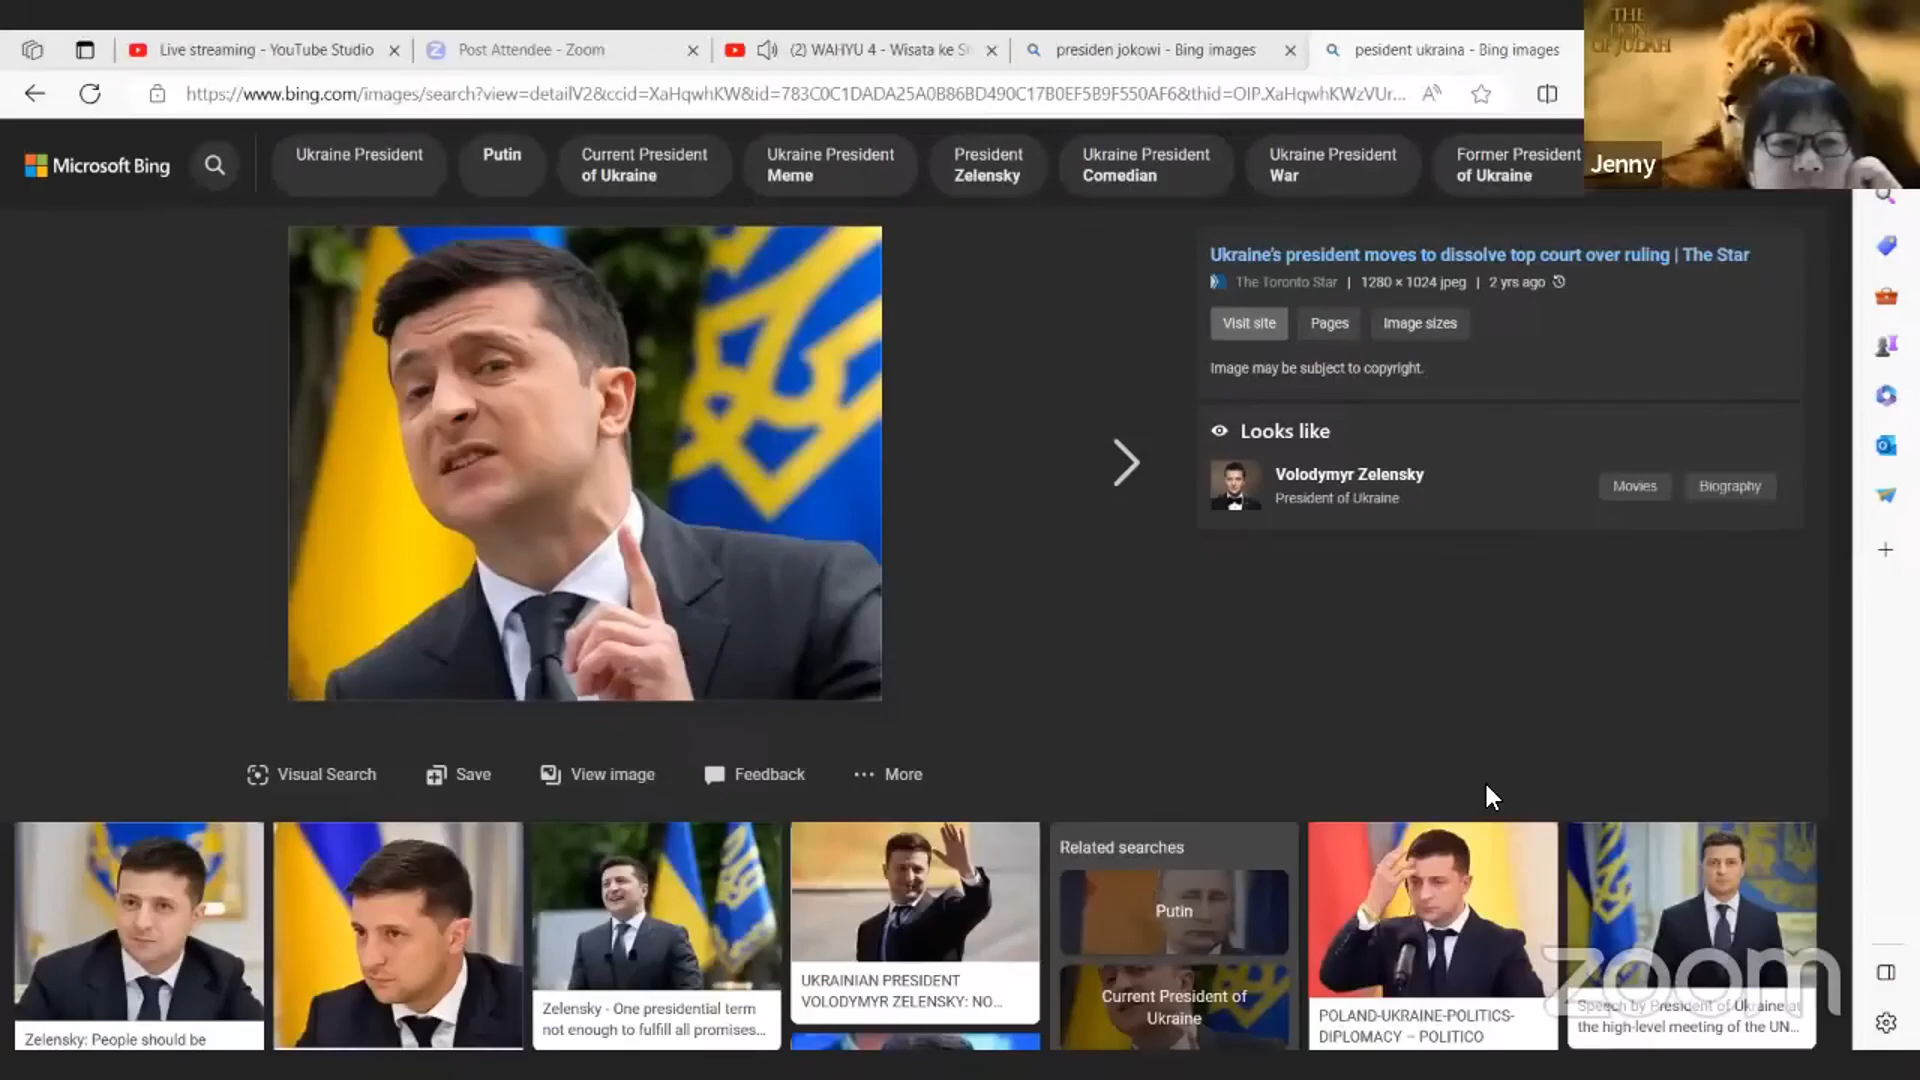 Live streaming - YouTube Studio
Post Attendee - Zoom
(2) WAHYU 4 - Wisata ke S
presiden jokowi - Bing images
pesident ukraina - Bing images
THE
LION
OF JUDAH
https://www.bing.com/images/search?view=detailV2&ccid=XaHqwhKW&id=783C0C1DADA25A0B86BD490C17B0EF5B9F550AF6&thid=OIP.XaHqwhKWzVUr...
Jenny
Microsoft Bing
Ukraine President
Putin
Current President
of Ukraine
Ukraine President
Meme
President
Zelensky
Ukraine President
Comedian
Ukraine President
War
Former President
of Ukraine
Ukraine's president moves to dissolve top court over ruling | The Star
The Toronto Star | 1280 × 1024 jpeg | 2 yrs ago
Visit site
Pages
Image sizes
Image may be subject to copyright.
Looks like
Volodymyr Zelensky
President of Ukraine
Movies
Biography
Visual Search
Save
View image
Feedback
More
Zelensky: People should be
Zelensky - One presidential term
not enough to fulfill all promises...
UKRAINIAN PRESIDENT
VOLODYMYR ZELENSKY: NO...
Related searches
Putin
Current President of
Ukraine
POLAND-UKRAINE-POLITICS-
DIPLOMACY – POLITICO
Speech by President of Ukraine at
the high-level meeting of the UN...
zoom